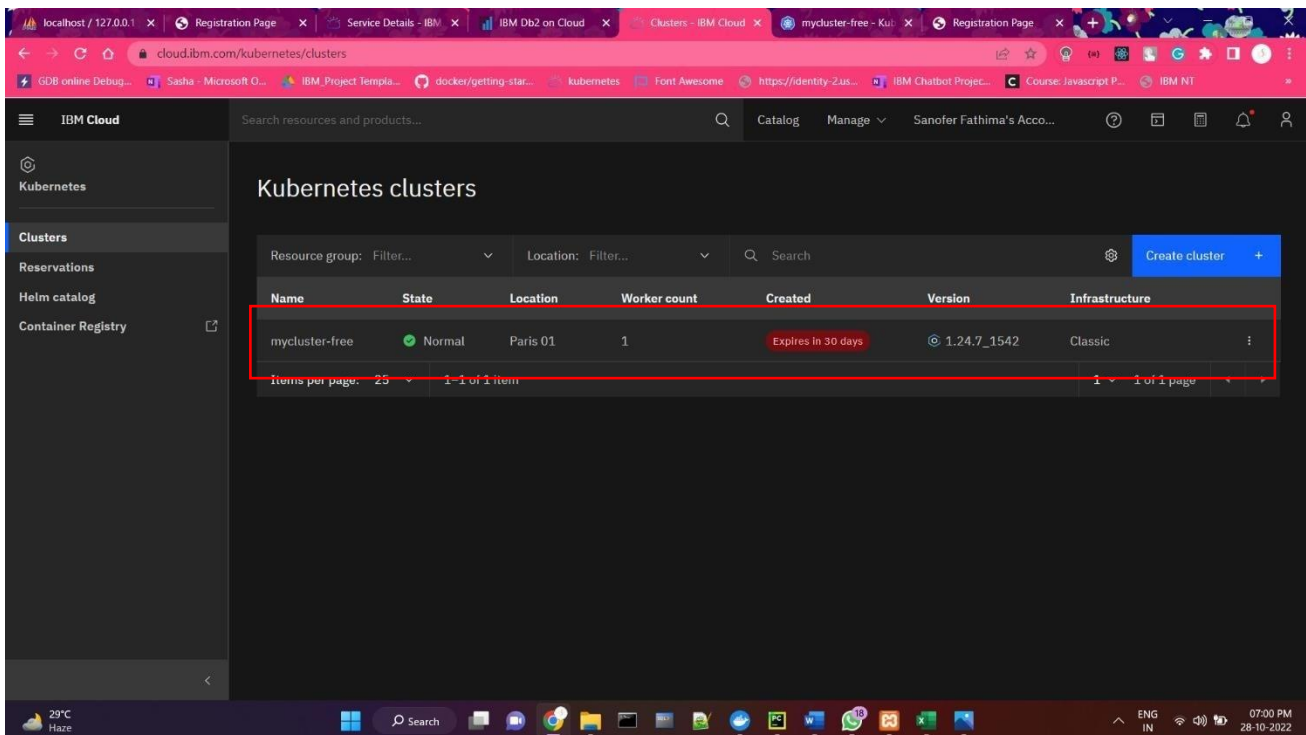 localhost / 127.0.0.1 Registration Page Service Details - IBM IBM Db2 on Cloud Clusters - IBM Cloud mycluster-free - Kub Registration Page
cloud.ibm.com/kubernetes/clusters
GDB online Debug... Sasha - Microsoft O... IBM_Project Templa... docker/getting-star... kubernetes Font Awesome https://identity-2.us... IBM Chatbot Projec... Course: Javascript P... IBM NT »
IBM Cloud Search resources and products... Catalog Manage Sanofer Fathima's Acco...
Kubernetes
Clusters
Reservations
Helm catalog
Container Registry
Kubernetes clusters
Resource group: Filter... Location: Filter... Search Create cluster +
Name State Location Worker count Created Version Infrastructure
mycluster-free Normal Paris 01 1 Expires in 30 days 1.24.7_1542 Classic
Items per page: 25 1–1 of 1 item 1 1 of 1 page
29°C
Haze
Search
18
ENG
IN
07:00 PM
28-10-2022